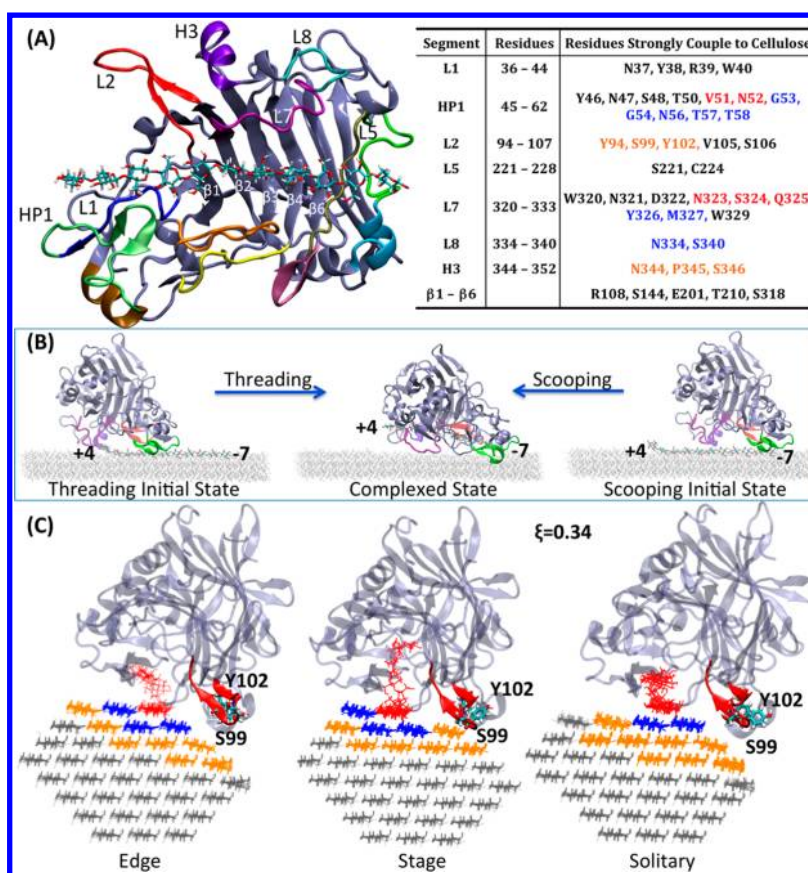 (A)
H3
L8
L2
L7
L5
β1
β2
β3
β4
β6
L1
HP1
Segment Residues Residues Strongly Couple to Cellulose
L1 36 – 44 N37, Y38, R39, W40
HP1 45 – 62 Y46, N47, S48, T50, V51, N52, G53,
G54, N56, T57, T58
L2 94 – 107 Y94, S99, Y102, V105, S106
L5 221 – 228 S221, C224
L7 320 – 333 W320, N321, D322, N323, S324, Q325
Y326, M327, W329
L8 334 – 340 N334, S340
H3 344 – 352 N344, P345, S346
β1 – β6 R108, S144, E201, T210, S318
(B)
Threading
Scooping
+4
-7
+4
-7
+4
-7
Threading Initial State
Complexed State
Scooping Initial State
(C)
ξ=0.34
Y102
S99
Y102
S99
Y102
S99
Edge
Stage
Solitary